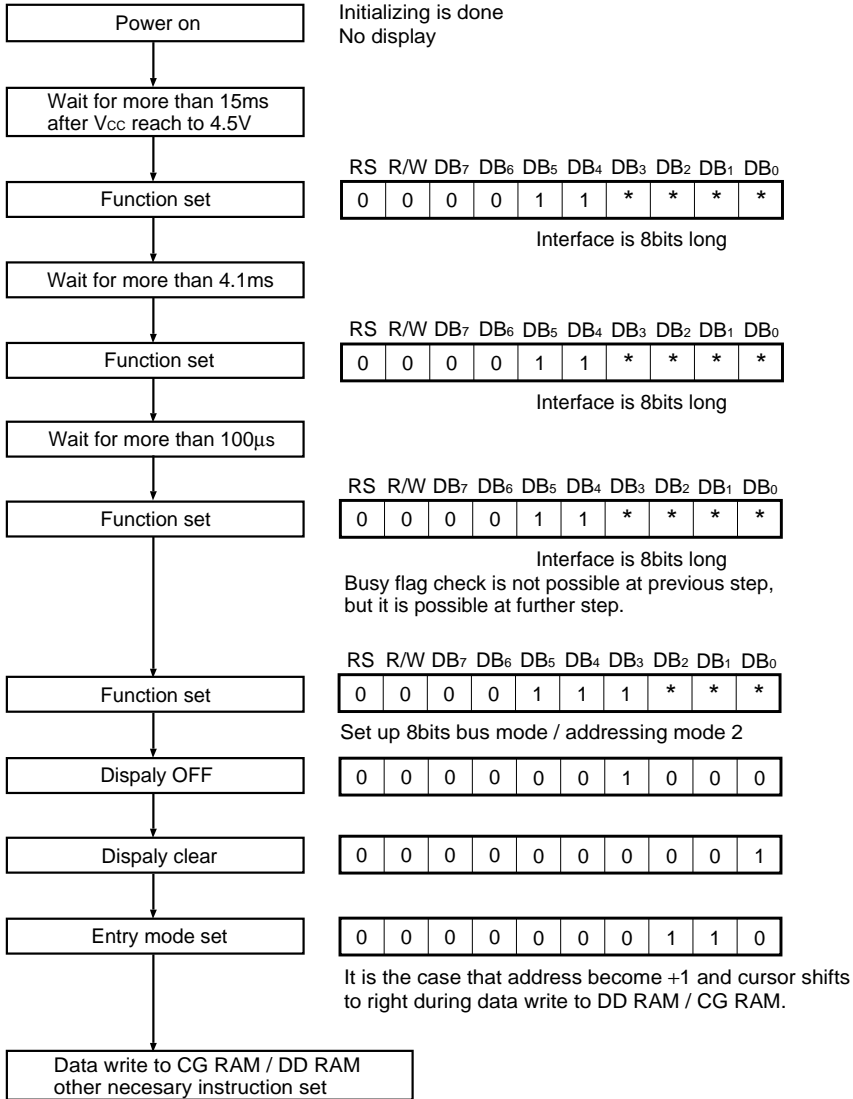 Power on
Initializing is done
No display
Wait for more than 15ms
after VCC reach to 4.5V
RS R/W DB7 DB6 DB5 DB4 DB3 DB2 DB1 DB0
Function set
0 0 0 0 1 1 * * * *
Interface is 8bits long
Wait for more than 4.1ms
RS R/W DB7 DB6 DB5 DB4 DB3 DB2 DB1 DB0
Function set
0 0 0 0 1 1 * * * *
Interface is 8bits long
Wait for more than 100µs
RS R/W DB7 DB6 DB5 DB4 DB3 DB2 DB1 DB0
Function set
0 0 0 0 1 1 * * * *
Interface is 8bits long
Busy flag check is not possible at previous step,
but it is possible at further step.
RS R/W DB7 DB6 DB5 DB4 DB3 DB2 DB1 DB0
Function set
0 0 0 0 1 1 1 * * *
Set up 8bits bus mode / addressing mode 2
Dispaly OFF
0 0 0 0 0 0 1 0 0 0
Dispaly clear
0 0 0 0 0 0 0 0 0 1
Entry mode set
0 0 0 0 0 0 0 1 1 0
It is the case that address become +1 and cursor shifts
to right during data write to DD RAM / CG RAM.
Data write to CG RAM / DD RAM
other necesary instruction set